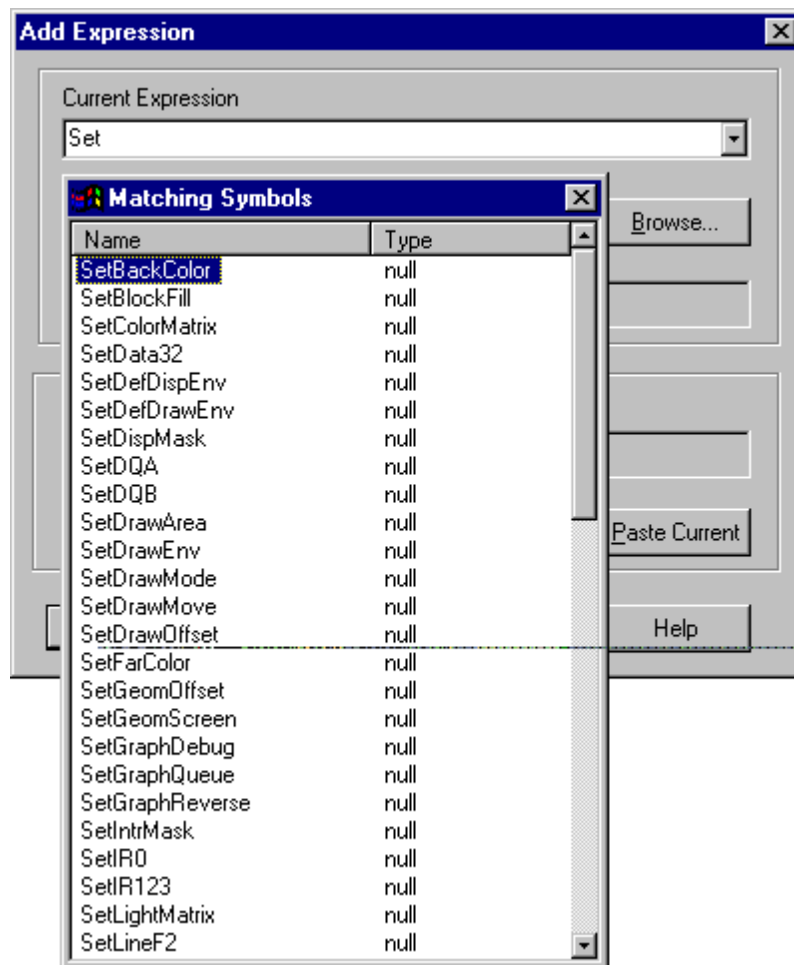 Add Expression
Current Expression
Set
Matching Symbols
Browse...
Name Type
SetBackColor null
SetBlockFill null
SetColorMatrix null
SetData32 null
SetDefDispEnv null
SetDefDrawEnv null
SetDispMask null
SetDQA null
SetDQB null
SetDrawArea null
Paste Current
SetDrawEnv null
SetDrawMode null
SetDrawMove null
SetDrawOffset null
Help
SetFarColor null
SetGeomOffset null
SetGeomScreen null
SetGraphDebug null
SetGraphQueue null
SetGraphReverse null
SetIntrMask null
SetIR0 null
SetIR123 null
SetLightMatrix null
SetLineF2 null